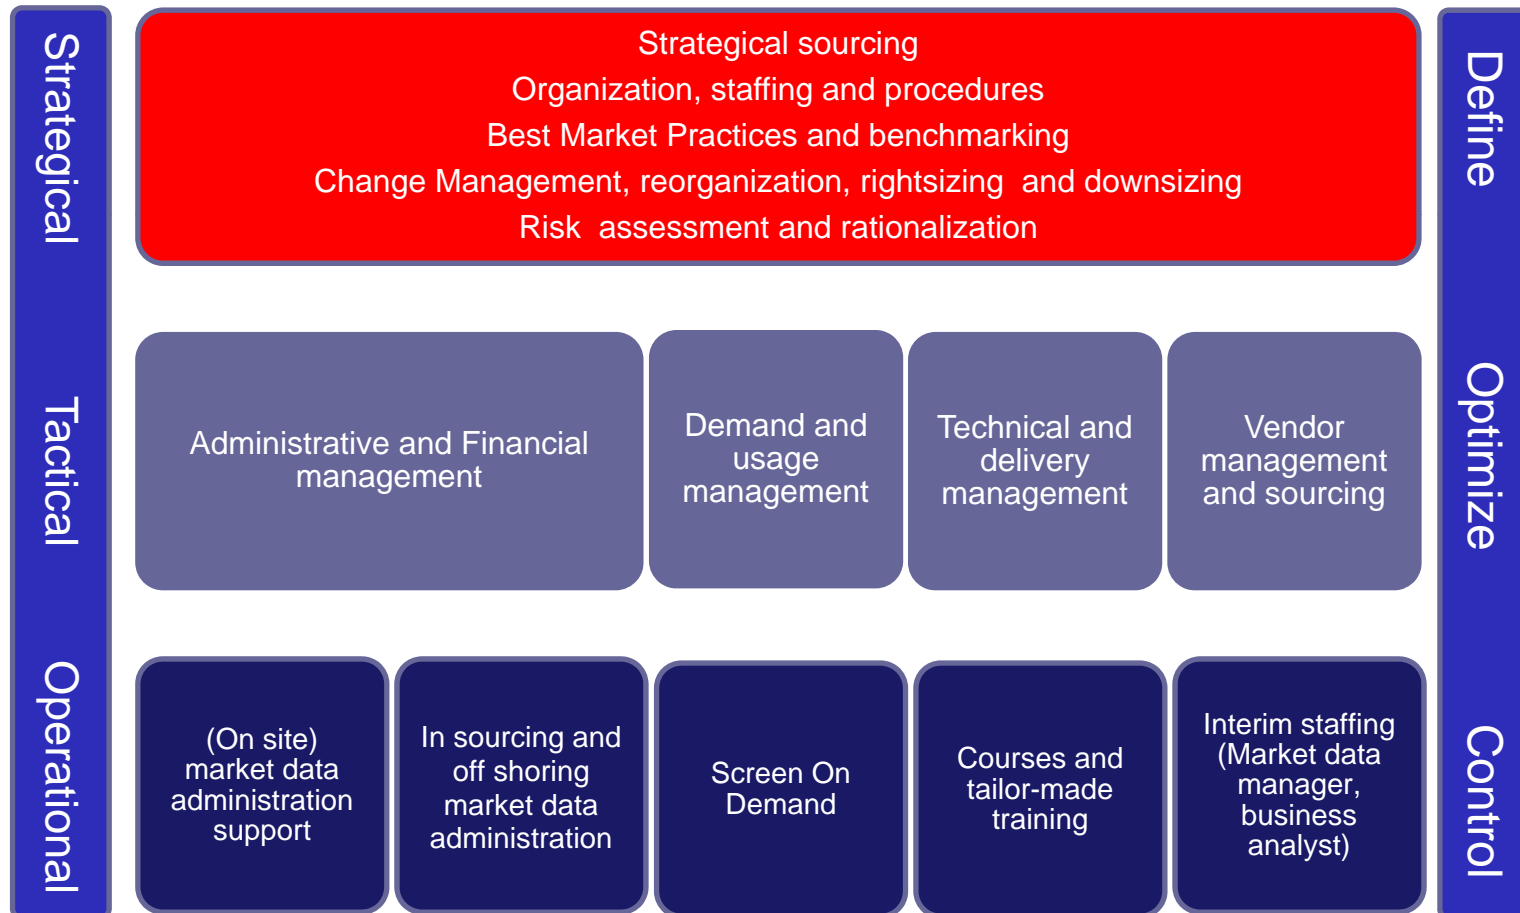 Strategical
Strategical sourcing
Organization, staffing and procedures
Best Market Practices and benchmarking
Change Management, reorganization, rightsizing  and downsizing
Risk  assessment and rationalization
Define
Tactical
Administrative and Financial
management
Demand and
usage
management
Technical and
delivery
management
Vendor
management
and sourcing
Optimize
Operational
(On site)
market data
administration
support
In sourcing and
off shoring
market data
administration
Screen On
Demand
Courses and
tailor-made
training
Interim staffing
(Market data
manager,
business
analyst)
Control